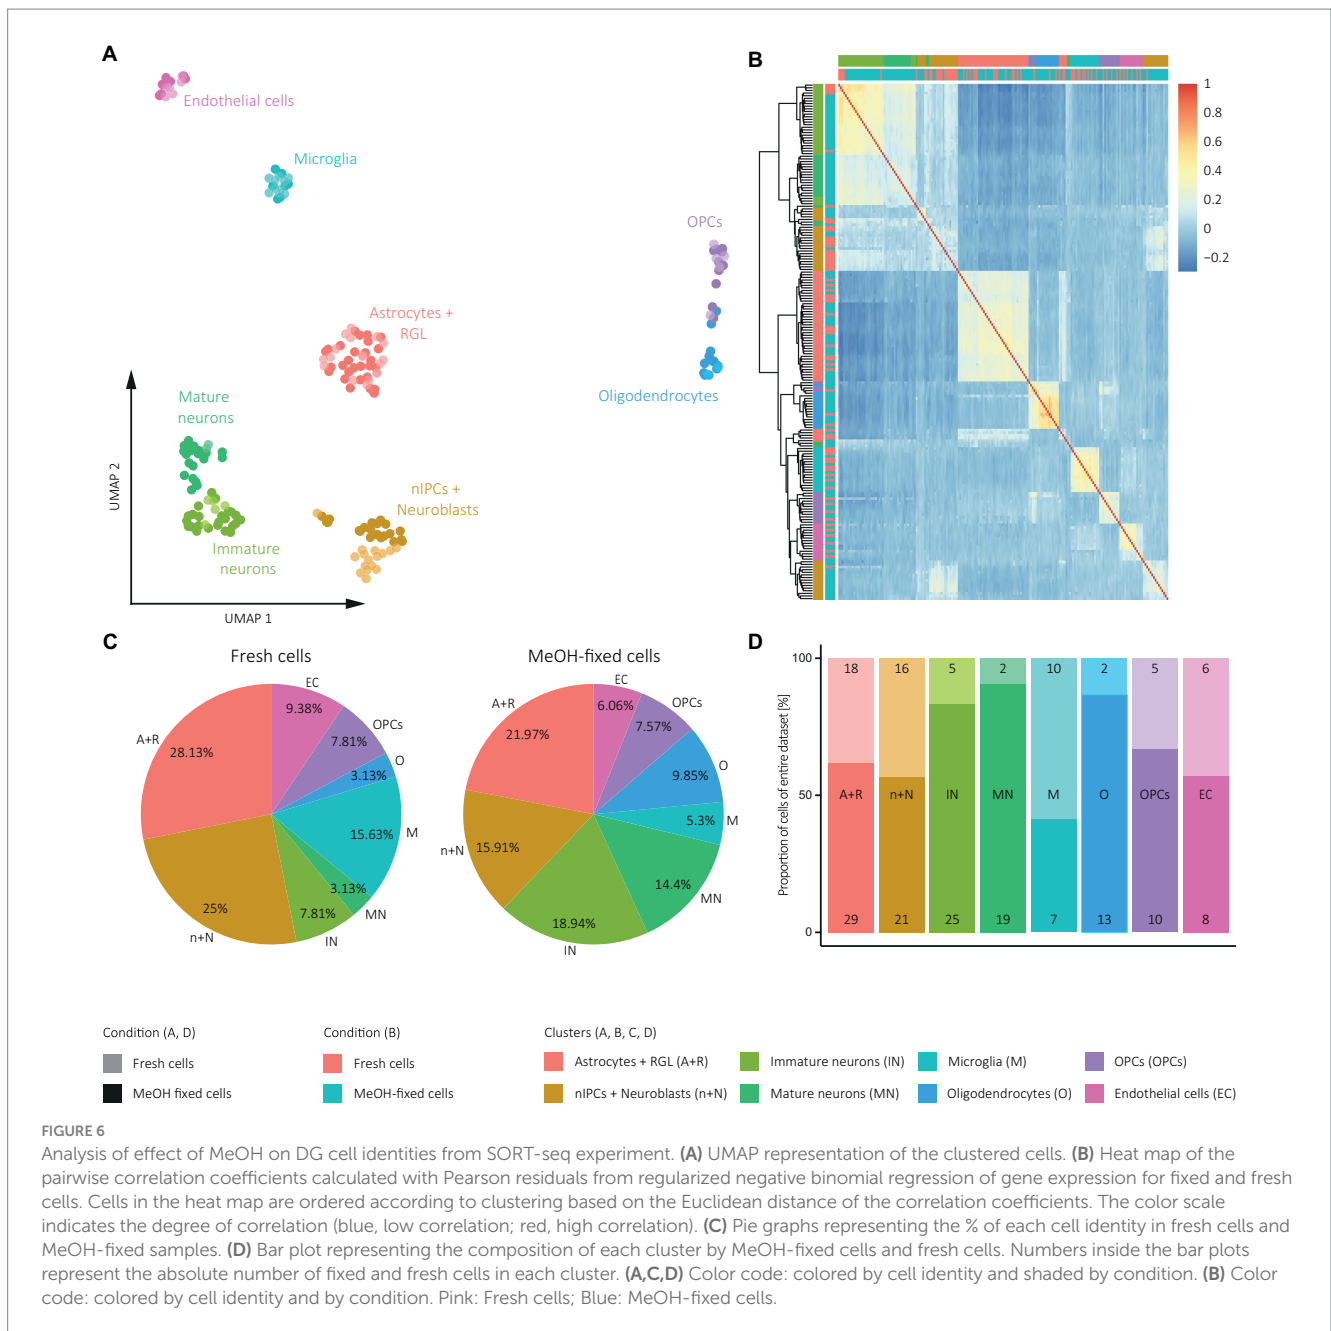 A
Endothelial cells
Microglia
OPCs
Astrocytes +
RGL
Oligodendrocytes
Mature
neurons
nIPCs +
Neuroblasts
Immature
neurons
UMAP 2
UMAP 1
B
1
0.8
0.6
0.4
0.2
0
−0.2
C
Fresh cells
EC
9.38%
OPCs
7.81%
O
3.13%
M
15.63%
MN
3.13%
IN
7.81%
n+N
25%
A+R
28.13%
MeOH-fixed cells
EC
6.06%
OPCs
7.57%
O
9.85%
M
5.3%
MN
14.4%
IN
18.94%
n+N
15.91%
A+R
21.97%
D
Proportion of cells of entire dataset [%]
100
50
0
18 16 5 2 10 2 5 6
A+R n+N IN MN M O OPCs EC
29 21 25 19 7 13 10 8
Condition (A, D)
Fresh cells
MeOH fixed cells
Condition (B)
Fresh cells
MeOH-fixed cells
Clusters (A, B, C, D)
Astrocytes + RGL (A+R)
Immature neurons (IN)
Microglia (M)
OPCs (OPCs)
nIPCs + Neuroblasts (n+N)
Mature neurons (MN)
Oligodendrocytes (O)
Endothelial cells (EC)
FIGURE 6
Analysis of effect of MeOH on DG cell identities from SORT-seq experiment. (A) UMAP representation of the clustered cells. (B) Heat map of the
pairwise correlation coefficients calculated with Pearson residuals from regularized negative binomial regression of gene expression for fixed and fresh
cells. Cells in the heat map are ordered according to clustering based on the Euclidean distance of the correlation coefficients. The color scale
indicates the degree of correlation (blue, low correlation; red, high correlation). (C) Pie graphs representing the % of each cell identity in fresh cells and
MeOH-fixed samples. (D) Bar plot representing the composition of each cluster by MeOH-fixed cells and fresh cells. Numbers inside the bar plots
represent the absolute number of fixed and fresh cells in each cluster. (A,C,D) Color code: colored by cell identity and shaded by condition. (B) Color
code: colored by cell identity and by condition. Pink: Fresh cells; Blue: MeOH-fixed cells.